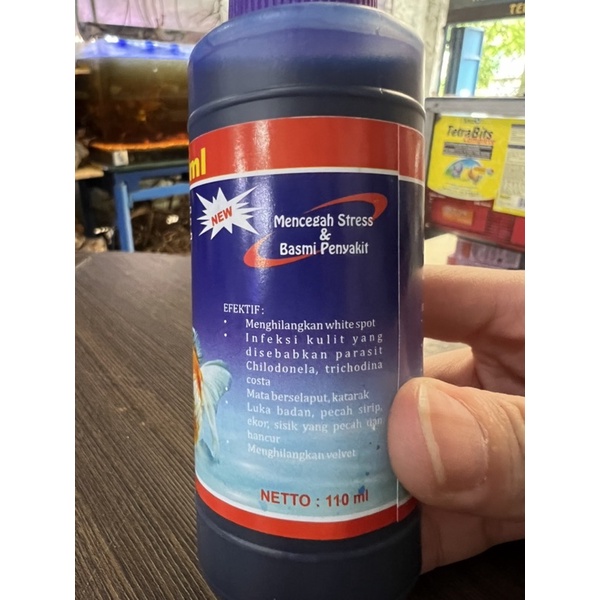 ml
NEW
Mencegah Stress
&
Basmi Penyakit
EFEKTIF :
• Menghilangkan white spot
• Infeksi kulit yang
disebabkan parasit
Chilodonela, trichodina
costa
Mata berselaput, katarak
Luka badan, pecah sirip,
ekor, sisik yang pecah dan
hancur
Menghilangkan velvet
NETTO : 110 ml
TetraBits